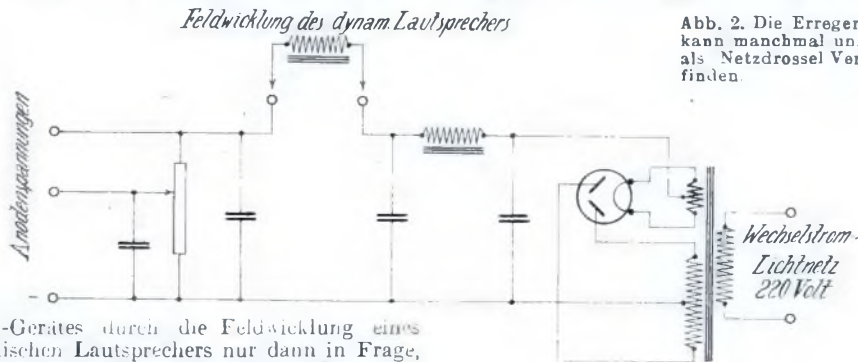 Feldwicklung des dynam. Lautsprechers
Abb. 2. Die Erreger
kann manchmal un
als Netzdrossel Ver
finden.
Anodenspannungen
Wechselstrom-
Lichtnetz
220 Volt
-Gerätes durch die Feldwicklung eines
ischen Lautsprechers nur dann in Frage,